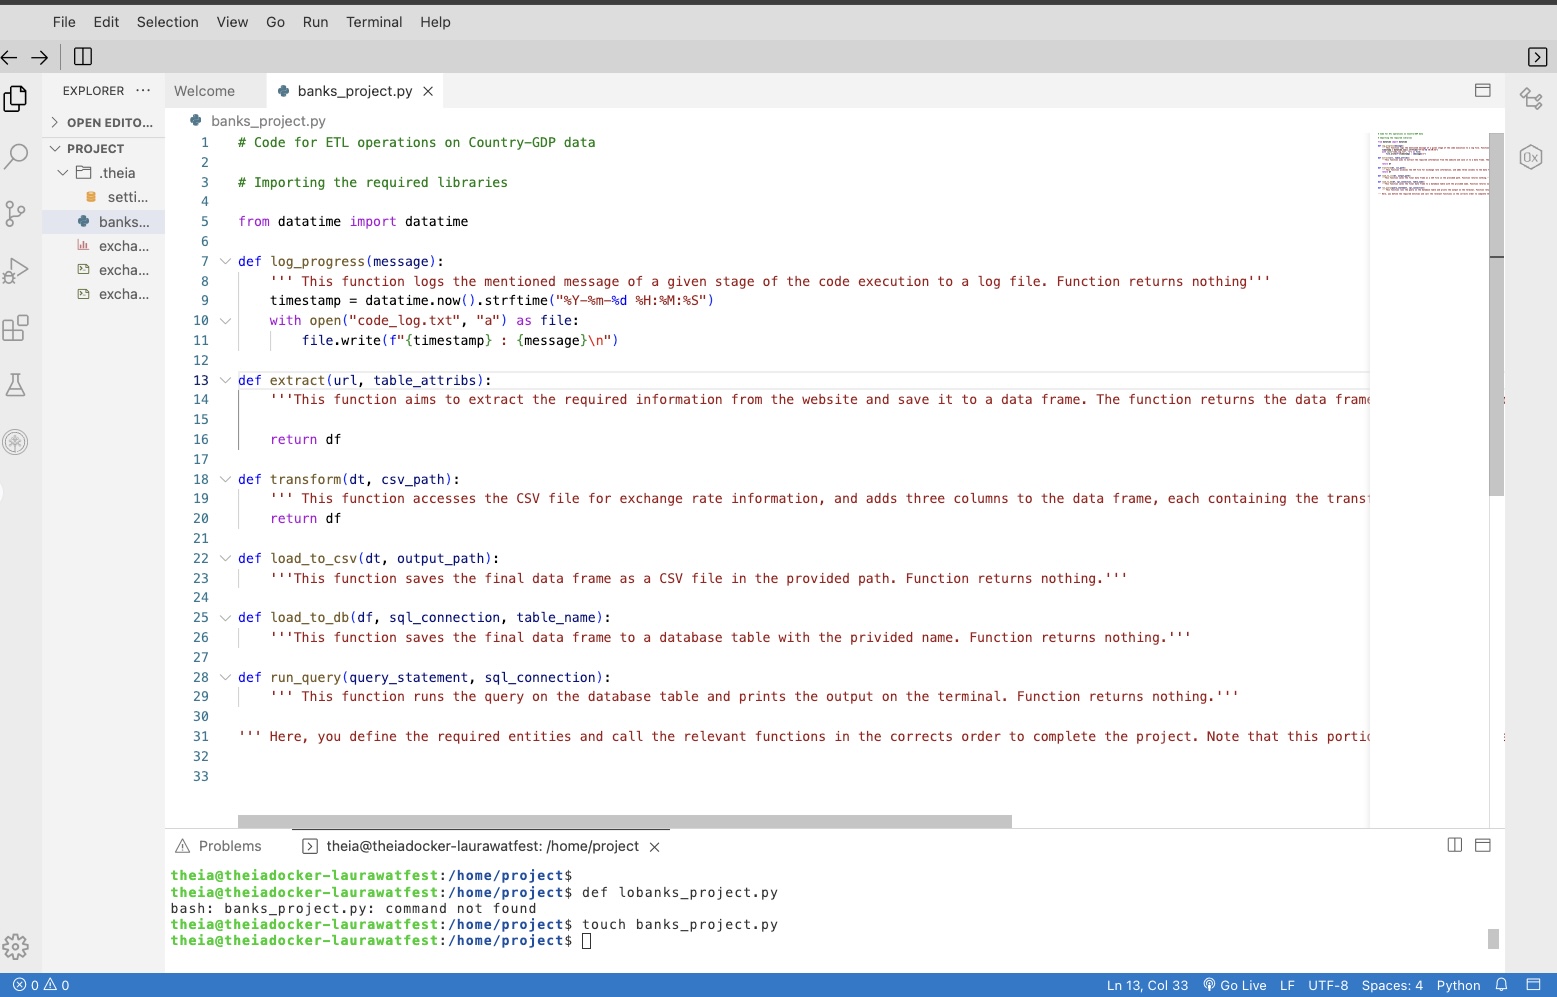 File Edit Selection View Go Run Terminal Help
EXPLORER ···
OPEN EDITO...
PROJECT
.theia
setti...
banks...
excha...
excha...
excha...
Welcome banks_project.py
banks_project.py
1 # Code for ETL operations on Country-GDP data
2
3 # Importing the required libraries
4
5 from datatime import datatime
6
7 def log_progress(message):
8 ''' This function logs the mentioned message of a given stage of the code execution to a log file. Function returns nothing'''
9 timestamp = datatime.now().strftime("%Y-%m-%d %H:%M:%S")
10 with open("code_log.txt", "a") as file:
11 file.write(f"{timestamp} : {message}\n")
12
13 def extract(url, table_attribs):
14 '''This function aims to extract the required information from the website and save it to a data frame. The function returns the data frame
15
16 return df
17
18 def transform(dt, csv_path):
19 ''' This function accesses the CSV file for exchange rate information, and adds three columns to the data frame, each containing the transf
20 return df
21
22 def load_to_csv(dt, output_path):
23 '''This function saves the final data frame as a CSV file in the provided path. Function returns nothing.'''
24
25 def load_to_db(df, sql_connection, table_name):
26 '''This function saves the final data frame to a database table with the privided name. Function returns nothing.'''
27
28 def run_query(query_statement, sql_connection):
29 ''' This function runs the query on the database table and prints the output on the terminal. Function returns nothing.'''
30
31 ''' Here, you define the required entities and call the relevant functions in the corrects order to complete the project. Note that this portio
32
33
Problems theia@theiadocker-laurawatfest: /home/project
theia@theiadocker-laurawatfest:/home/project$
theia@theiadocker-laurawatfest:/home/project$ def lobanks_project.py
bash: banks_project.py: command not found
theia@theiadocker-laurawatfest:/home/project$ touch banks_project.py
theia@theiadocker-laurawatfest:/home/project$
0 0 Ln 13, Col 33 Go Live LF UTF-8 Spaces: 4 Python